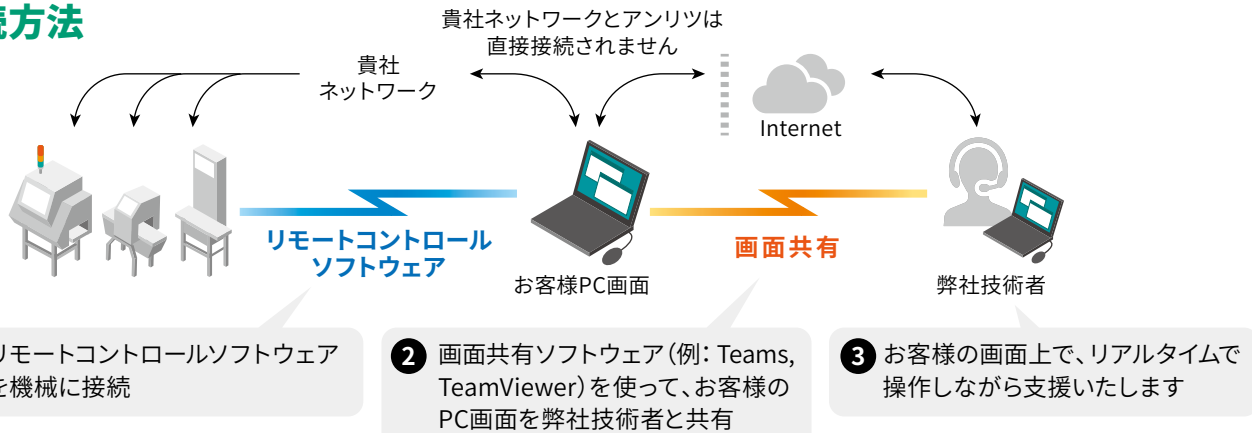 続方法
貴社ネットワークとアンリツは
直接接続されません
貴社
ネットワーク
Internet
リモートコントロール
ソフトウェア
画面共有
お客様PC画面
弊社技術者
リモートコントロールソフトウェア
を機械に接続
2 画面共有ソフトウェア（例：Teams,
TeamViewer）を使って、お客様の
PC画面を弊社技術者と共有
3 お客様の画面上で、リアルタイムで
操作しながら支援いたします